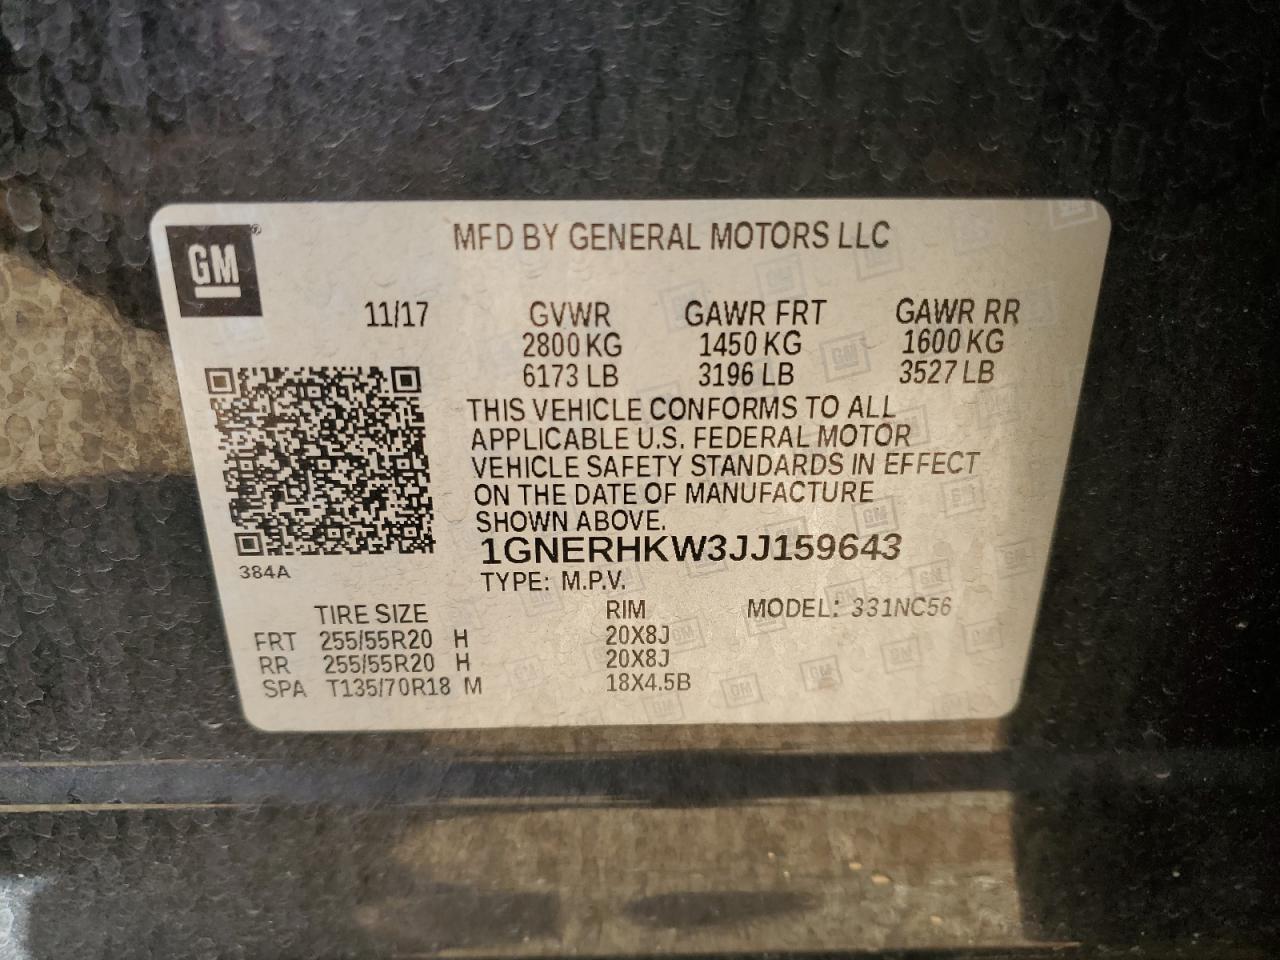 GM
MFD BY GENERAL MOTORS LLC
11/17 GVWR GAWR FRT GAWR RR
2800 KG 1450 KG 1600 KG
6173 LB 3196 LB 3527 LB
THIS VEHICLE CONFORMS TO ALL
APPLICABLE U.S. FEDERAL MOTOR
VEHICLE SAFETY STANDARDS IN EFFECT
ON THE DATE OF MANUFACTURE
SHOWN ABOVE.
1GNERHKW3JJ159643
384A
TYPE: M.P.V.
TIRE SIZE RIM MODEL: 331NC56
FRT 255/55R20 H 20X8J
RR 255/55R20 H 20X8J
SPA T135/70R18 M 18X4.5B